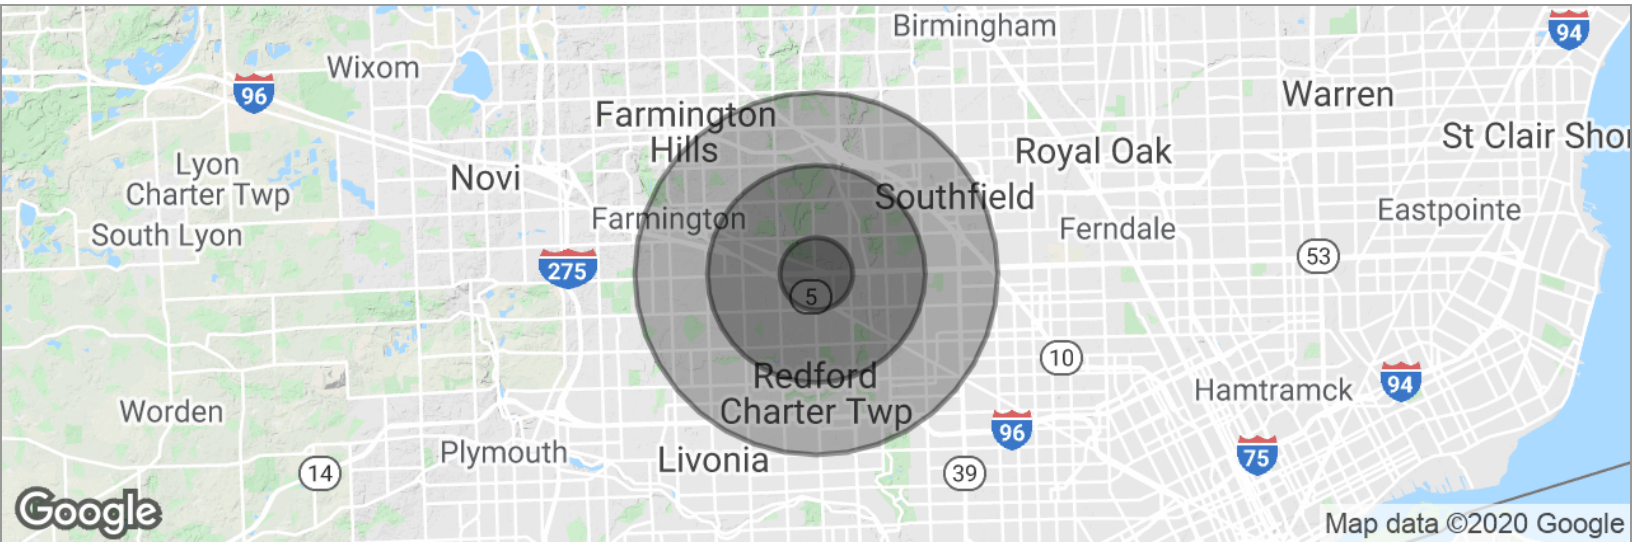 Birmingham
94
Wixom
96
Warren
Farmington
Hills
St Clair Shor
Royal Oak
Lyon
Charter Twp
Novi
Southfield
Eastpointe
Farmington
Ferndale
South Lyon
53
275
5
10
Redford
Charter Twp
94
Hamtramck
Worden
96
Plymouth
Livonia
75
14
39
Google
Map data ©2020 Google